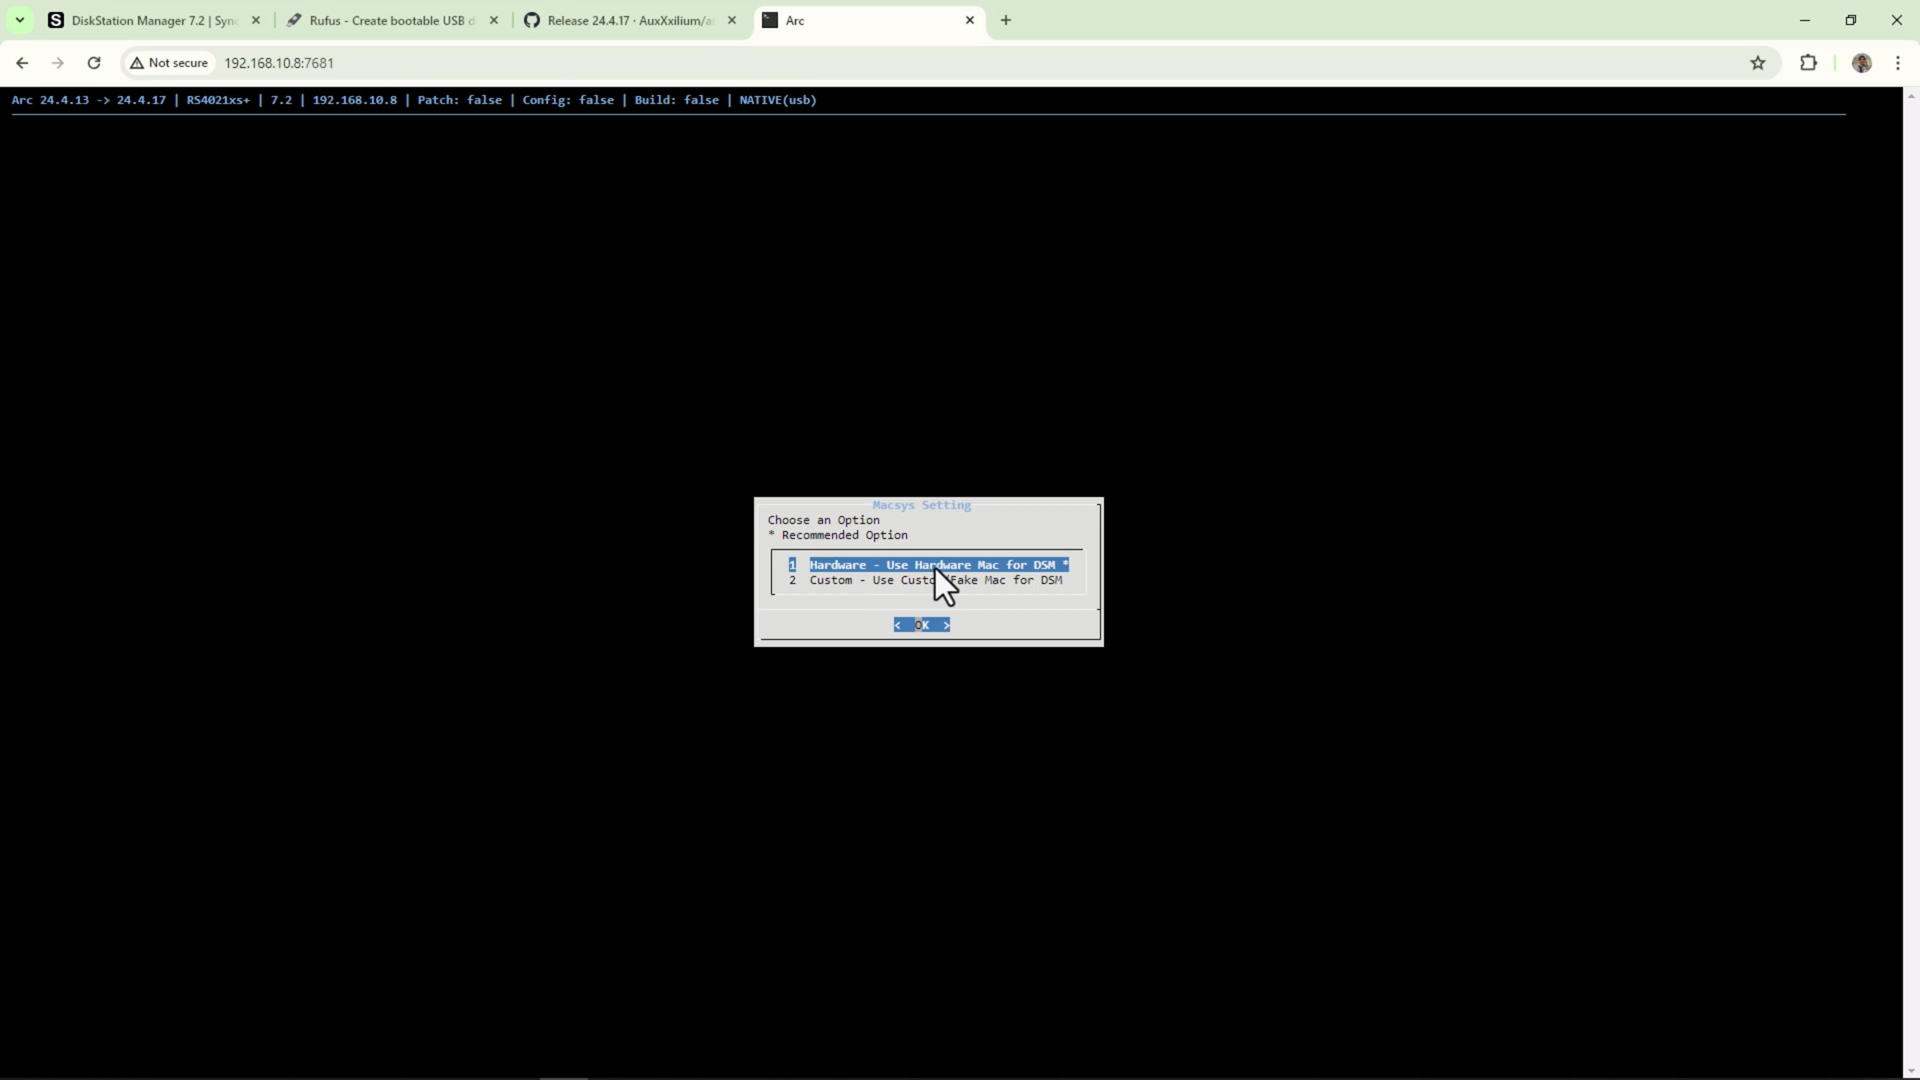 DiskStation Manager 7.2 | Syn
Rufus - Create bootable USB d
Release 24.4.17 · AuxXxilium/a
Arc
Not secure
192.168.10.8:7681
Arc 24.4.13 -> 24.4.17 | RS4021xs+ | 7.2 | 192.168.10.8 | Patch: false | Config: false | Build: false | NATIVE(usb)
Macsys Setting
Choose an Option
* Recommended Option
1 Hardware - Use Hardware Mac for DSM *
2 Custom - Use Custo Fake Mac for DSM
< OK >